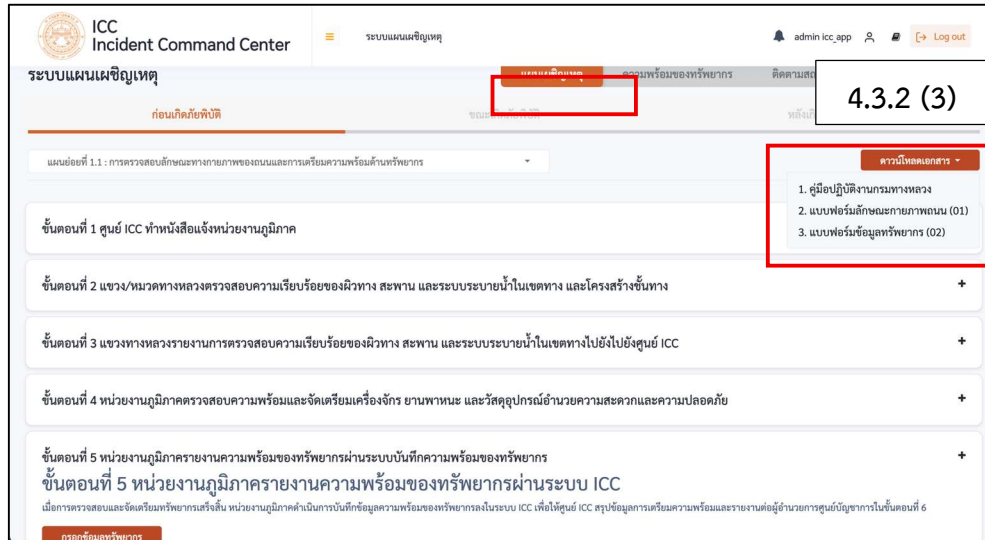 ICC
Incident Command Center
ระบบแผนเผชิญเหตุ
admin icc_app
Log out
ระบบแผนเผชิญเหตุ
แผนเผชิญเหตุ
ความพร้อมของทรัพยากร
4.3.2 (3)
ก่อนเกิดภัยพิบัติ
ขณะเกิดภัยพิบัติ
แผนย่อยที่ 1.1 : การตรวจสอบลักษณะทางกายภาพของถนนและการเตรียมความพร้อมด้านทรัพยากร
ดาวน์โหลดเอกสาร
1. คู่มือปฏิบัติงานกรมทางหลวง
2. แบบฟอร์มลักษณะกายภาพถนน (01)
3. แบบฟอร์มข้อมูลทรัพยากร (02)
ขั้นตอนที่ 1 ศูนย์ ICC ทำหนังสือแจ้งหน่วยงานภูมิภาค
ขั้นตอนที่ 2 แขวง/หมวดทางหลวงตรวจสอบความเรียบร้อยของผิวทาง สะพาน และระบบระบายน้ำในเขตทาง และโครงสร้างชั้นทาง
ขั้นตอนที่ 3 แขวงทางหลวงรายงานการตรวจสอบความเรียบร้อยของผิวทาง สะพาน และระบบระบายน้ำในเขตทางไปยังไปยังศูนย์ ICC
ขั้นตอนที่ 4 หน่วยงานภูมิภาคตรวจสอบความพร้อมและจัดเตรียมเครื่องจักร ยานพาหนะ และวัสดุอุปกรณ์อำนวยความสะดวกและความปลอดภัย
ขั้นตอนที่ 5 หน่วยงานภูมิภาครายงานความพร้อมของทรัพยากรผ่านระบบบันทึกความพร้อมของทรัพยากร
ขั้นตอนที่ 5 หน่วยงานภูมิภาครายงานความพร้อมของทรัพยากรผ่านระบบ ICC
เมื่อการตรวจสอบและจัดเตรียมทรัพยากรเสร็จสิ้น หน่วยงานภูมิภาคดำเนินการบันทึกข้อมูลความพร้อมของทรัพยากรลงในระบบ ICC เพื่อให้ศูนย์ ICC สรุปข้อมูลการเตรียมความพร้อมและรายงานต่อผู้อำนวยการศูนย์บัญชาการในขั้นตอนที่ 6
กรอกข้อมูลทรัพยากร